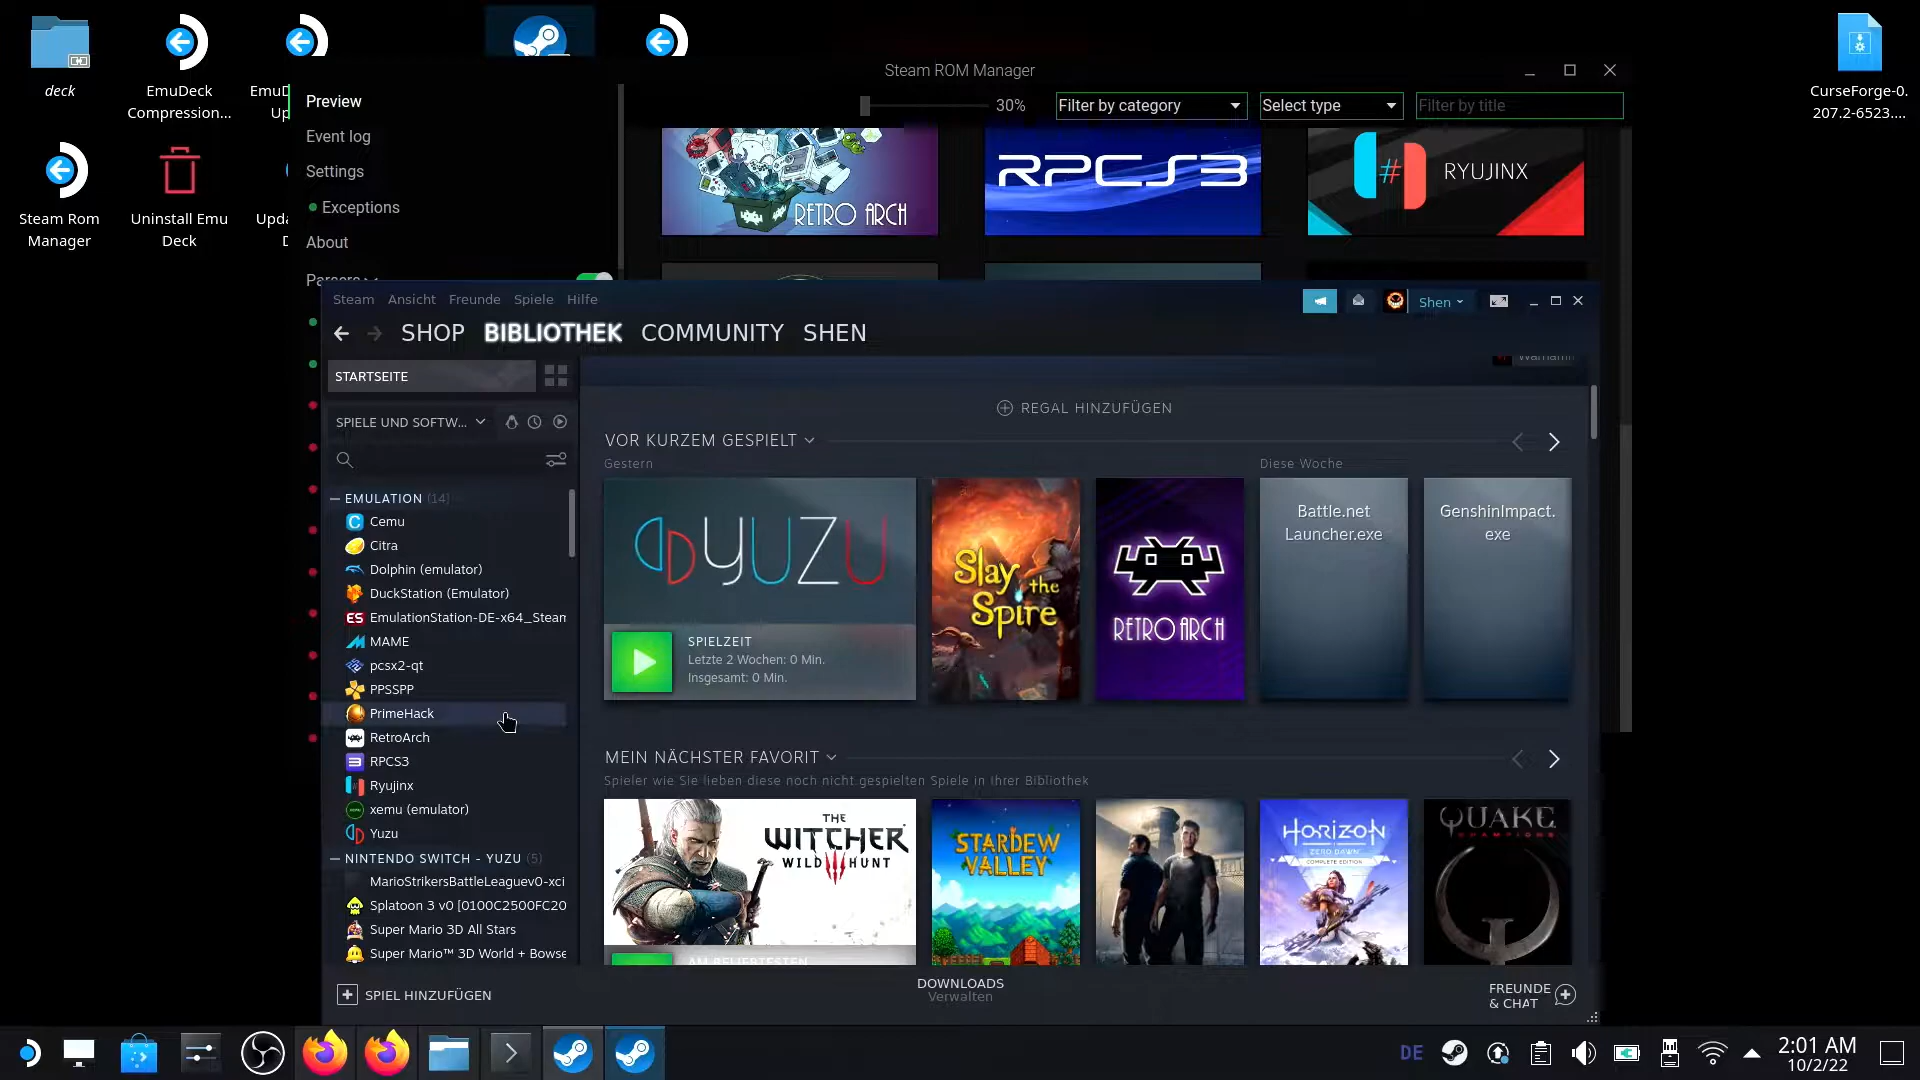 deck
EmuDeck
Compression...
EmuD
Up
Steam Rom
Manager
Uninstall Emu
Deck
Upda
D
CurseForge-0.
207.2-6523....
Steam ROM Manager
Preview
Event log
Settings
Exceptions
About
Parsers
30%
Filter by category
Select type
Filter by title
RETRO ARCH
RPCS3
RYUJINX
Steam
Ansicht
Freunde
Spiele
Hilfe
Shen
SHOP
BIBLIOTHEK
COMMUNITY
SHEN
STARTSEITE
SPIELE UND SOFTW...
EMULATION (14)
Cemu
Citra
Dolphin (emulator)
DuckStation (Emulator)
ES EmulationStation-DE-x64_Steam
MAME
pcsx2-qt
PPSSPP
PrimeHack
RetroArch
RPCS3
Ryujinx
xemu (emulator)
Yuzu
NINTENDO SWITCH - YUZU (5)
MarioStrikersBattleLeaguev0-xci
Splatoon 3 v0 [0100C2500FC20
Super Mario 3D All Stars
Super Mario™ 3D World + Bowse
SPIEL HINZUFÜGEN
REGAL HINZUFÜGEN
VOR KURZEM GESPIELT
Gestern
Diese Woche
YUZU
SPIELZEIT
Letzte 2 Wochen: 0 Min.
Insgesamt: 0 Min.
Slay the Spire
RETRO ARCH
Battle.net
Launcher.exe
GenshinImpact.
exe
MEIN NÄCHSTER FAVORIT
Spieler wie Sie lieben diese noch nicht gespielten Spiele in Ihrer Bibliothek
THE
WITCHER
WILD HUNT
AM BELIEBTESTEN
STARDEW
VALLEY
HORIZON
ZERO DAWN
COMPLETE EDITION
QUAKE
CHAMPIONS
DOWNLOADS
Verwalten
FREUNDE
& CHAT
DE
2:01 AM
10/2/22